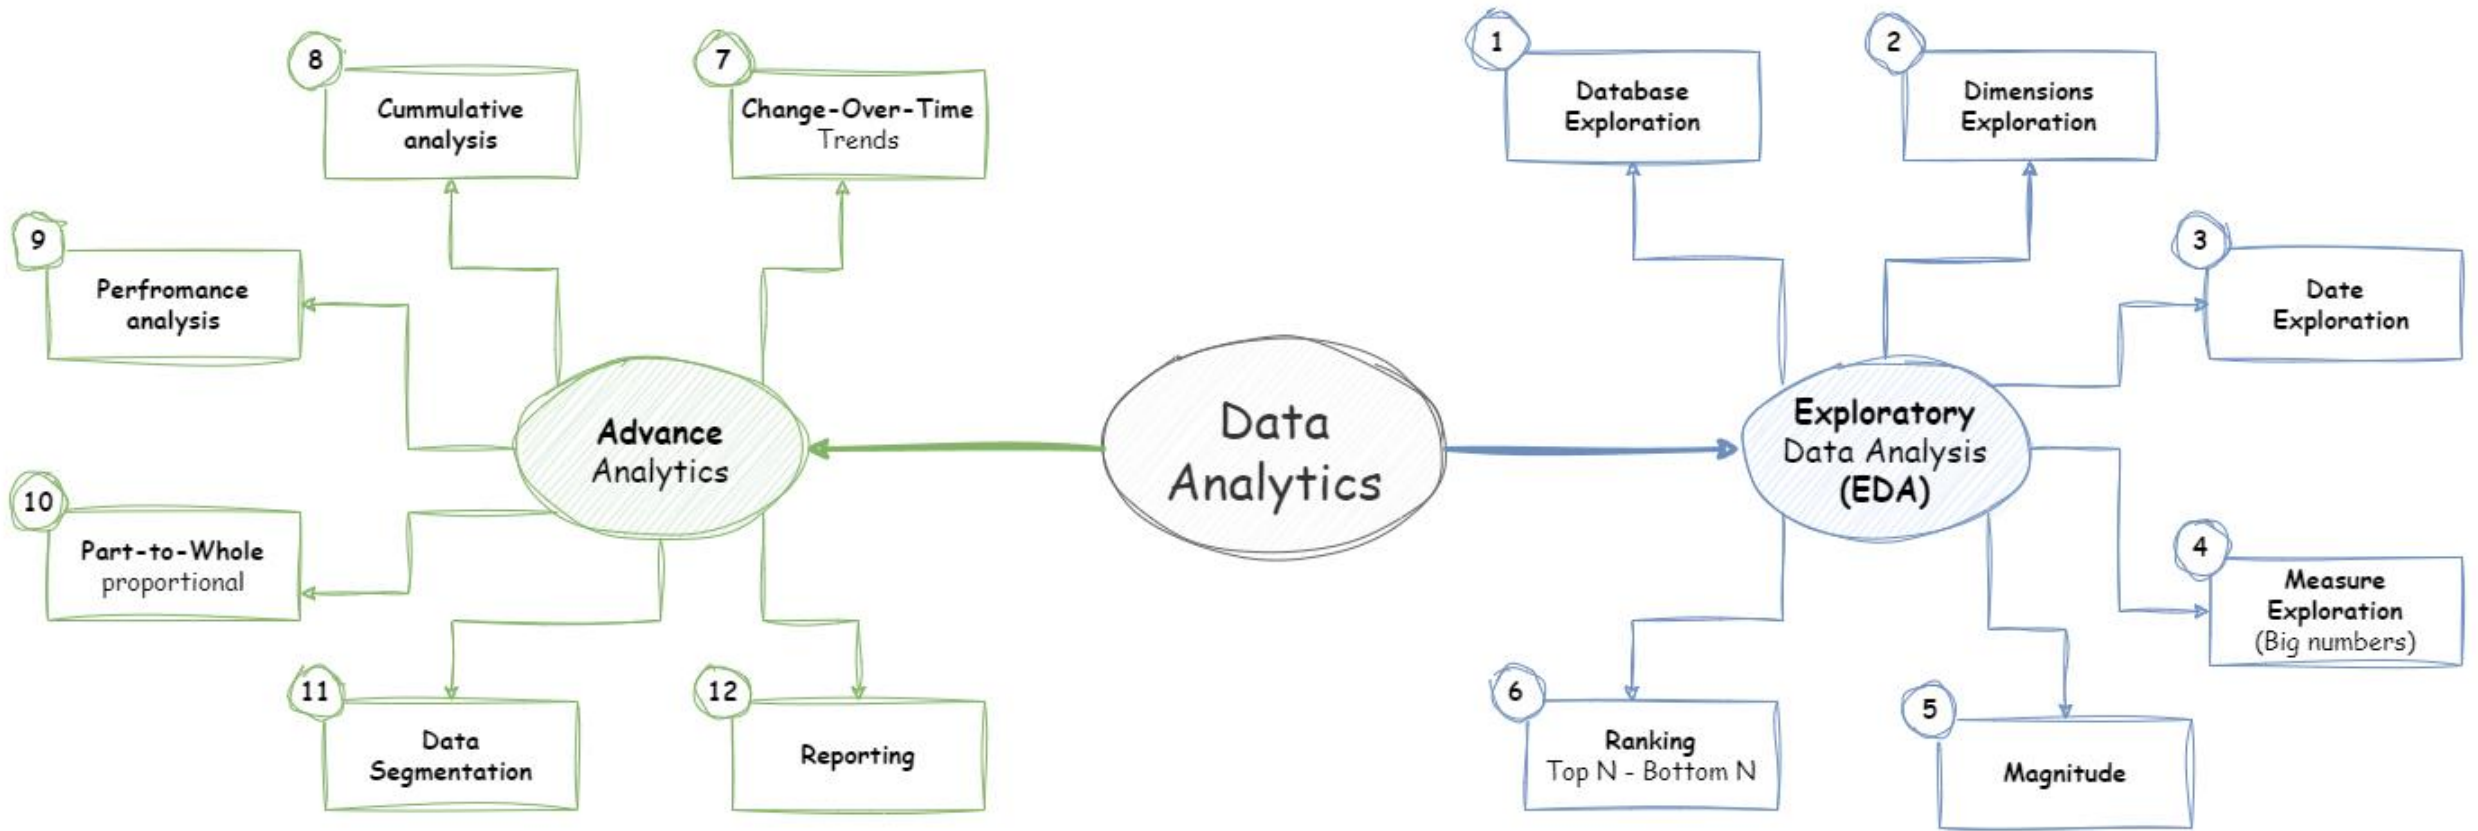 8
Cummulative
analysis
7
Change-Over-Time
Trends
1
Database
Exploration
2
Dimensions
Exploration
9
Perfromance
analysis
3
Date
Exploration
Advance
Analytics
Data
Analytics
Exploratory
Data Analysis
(EDA)
10
Part-to-Whole
proportional
4
Measure
Exploration
(Big numbers)
11
Data
Segmentation
12
Reporting
6
Ranking
Top N - Bottom N
5
Magnitude